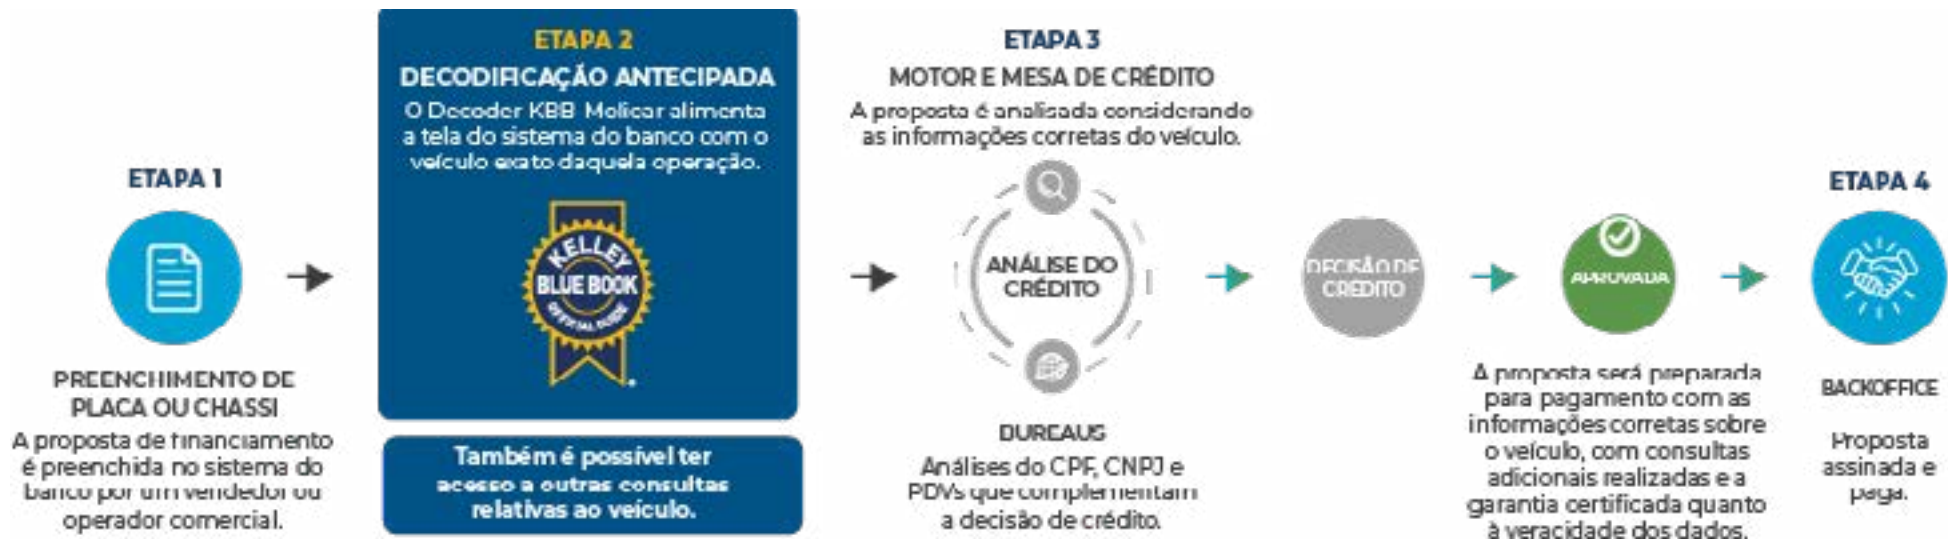 ETAPA 1
PREENCHIMENTO DE
PLACA OU CHASSI
A proposta de financiamento
é preenchida no sistema do
banco por um vendedor ou
operador comercial.
ETAPA 2
DECODIFICAÇÃO ANTECIPADA
O Decoder KBB Molicar alimenta
a tela do sistema do banco com o
veículo exato daquela operação.
KELLEY
BLUE BOOK
OFFICIAL GUIDE
Também é possível ter
acesso a outras consultas
relativas ao veículo.
ETAPA 3
MOTOR E MESA DE CRÉDITO
A proposta é analisada considerando
as informações corretas do veículo.
ANÁLISE DO
CRÉDITO
BUREAUS
Análises do CPF, CNPJ e
PDVs que complementam
a decisão de crédito.
DECISÃO DE
CRÉDITO
APROVADA
A proposta será preparada
para pagamento com as
informações corretas sobre
o veículo, com consultas
adicionais realizadas e a
garantia certificada quanto
à veracidade dos dados.
ETAPA 4
BACKOFFICE
Proposta
assinada e
paga.